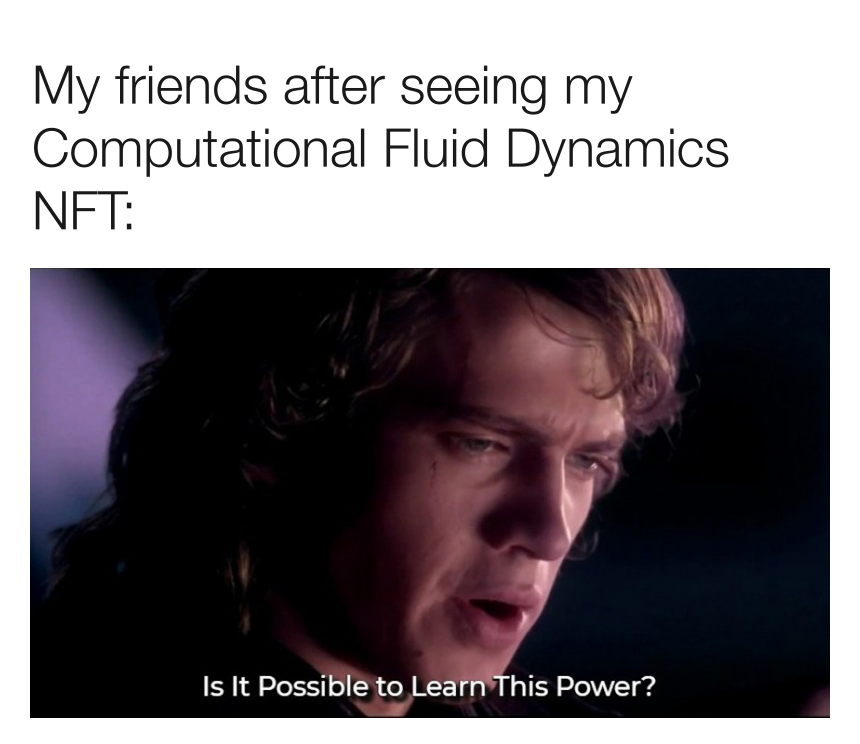 My friends after seeing my
Computational Fluid Dynamics
NFT:
Is It Possible to Learn This Power?